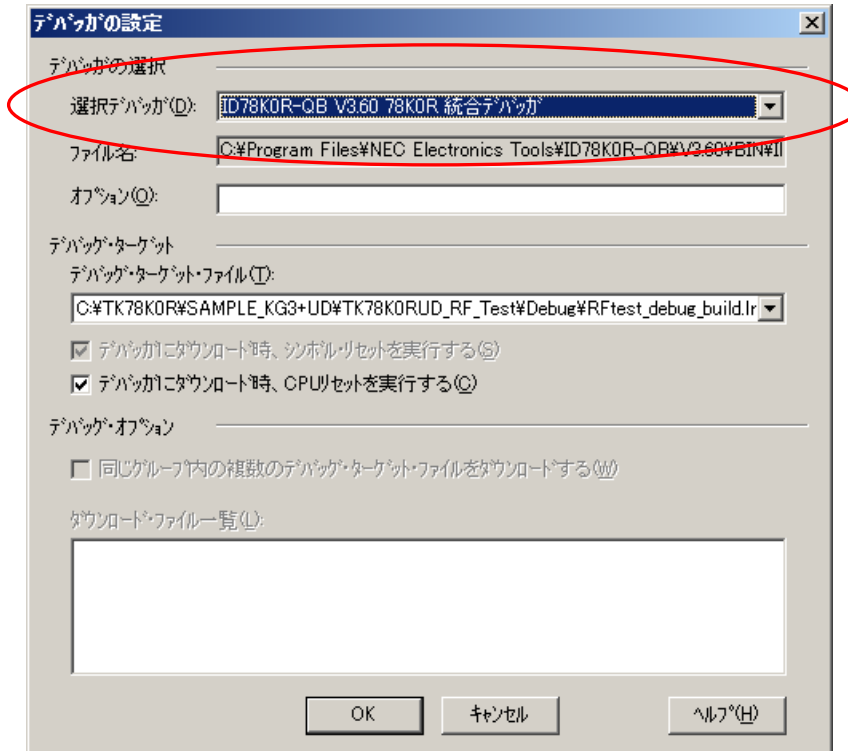 デバッガの設定
デバッガの選択
選択デバッガ(D):
ID78K0R-QB V3.60 78K0R 統合デバッガ
ファイル名:
C:¥Program Files¥NEC Electronics Tools¥ID78K0R-QB¥V3.60¥BIN¥I
オプション(O):
デバッグ・ターゲット
デバッグ・ターゲット・ファイル(T):
C:¥TK78K0R¥SAMPLE_KG3+UD¥TK78K0RUD_RF_Test¥Debug¥RFtest_debug_build.lr
デバッガにダウンロード時、シンボル・リセットを実行する(S)
デバッガにダウンロード時、CPUリセットを実行する(C)
デバッグ・オプション
同じグループ内の複数のデバッグ・ターゲット・ファイルをダウンロードする(W)
ダウンロード・ファイル一覧(L):
OK キャンセル ヘルプ(H)